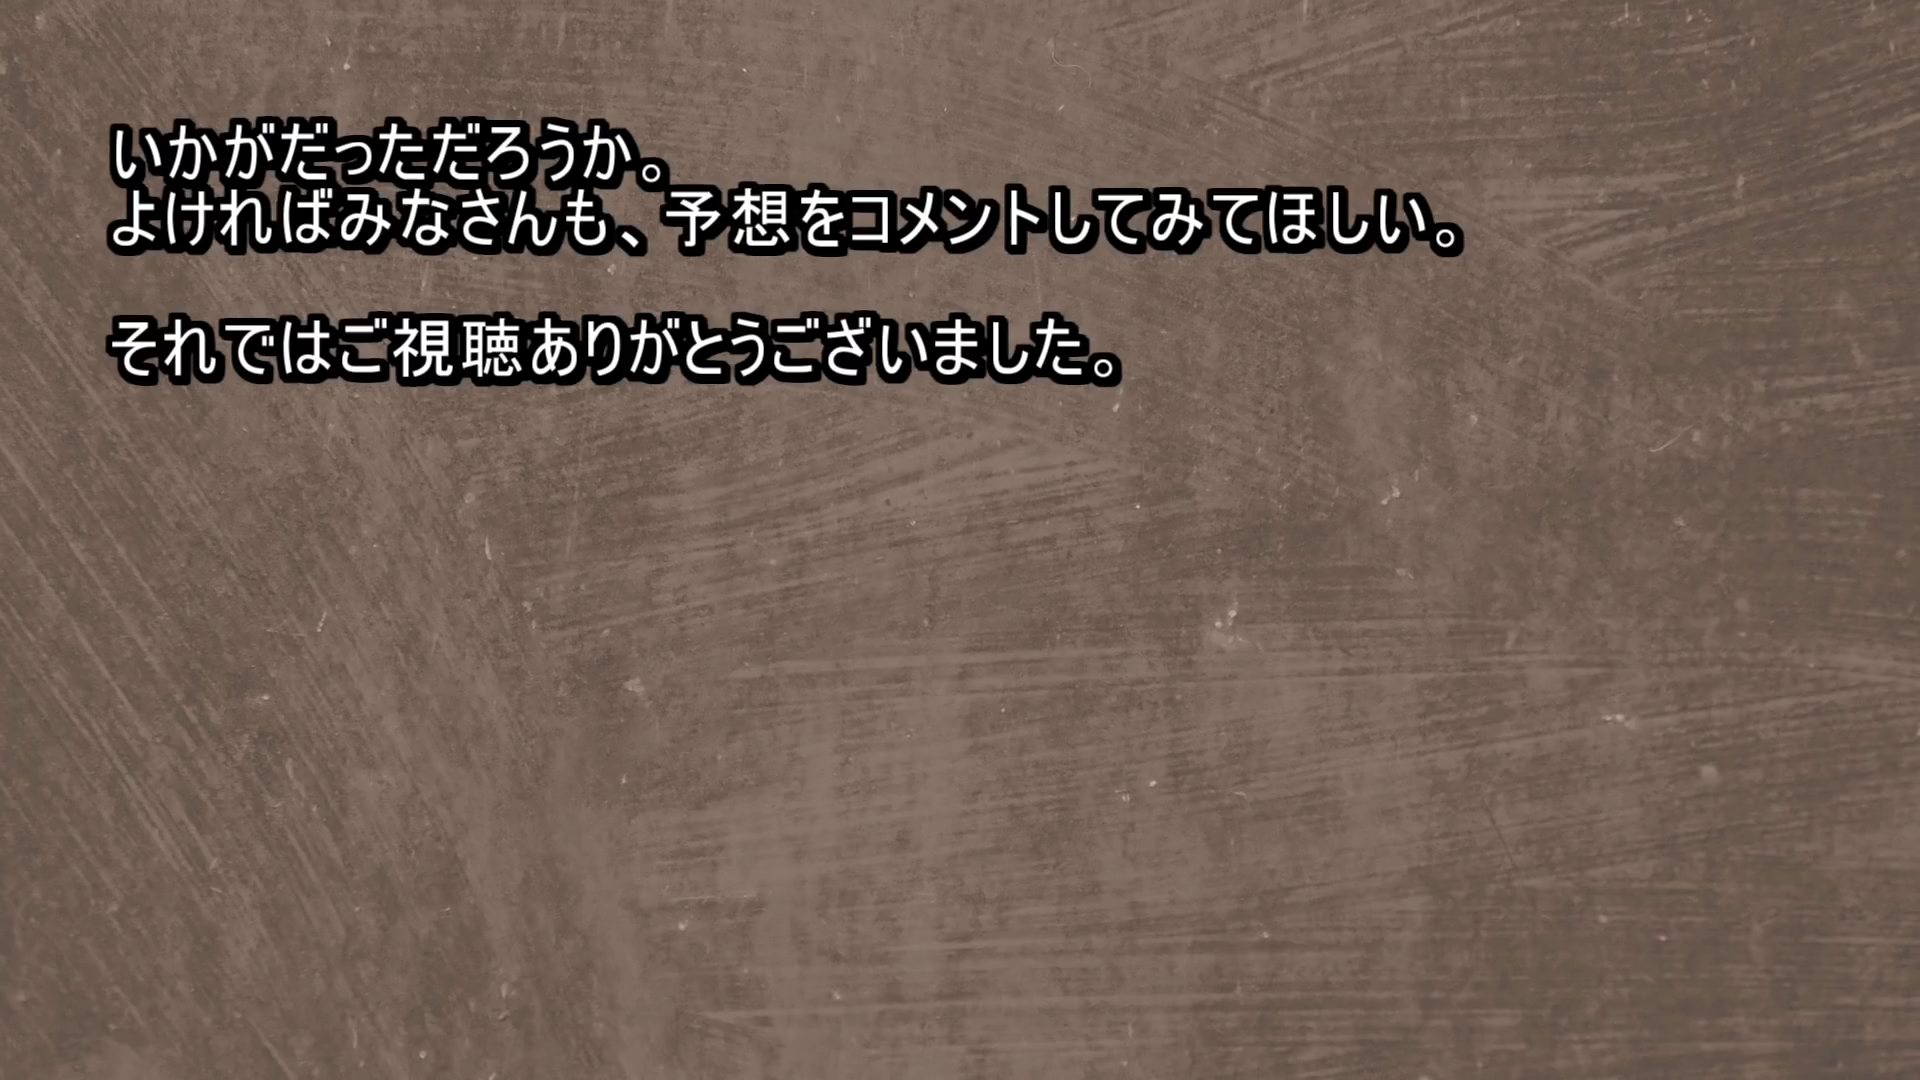 いかがだっただろうか。
よければみなさんも、予想をコメントしてみてほしい。
それではご視聴ありがとうございました。